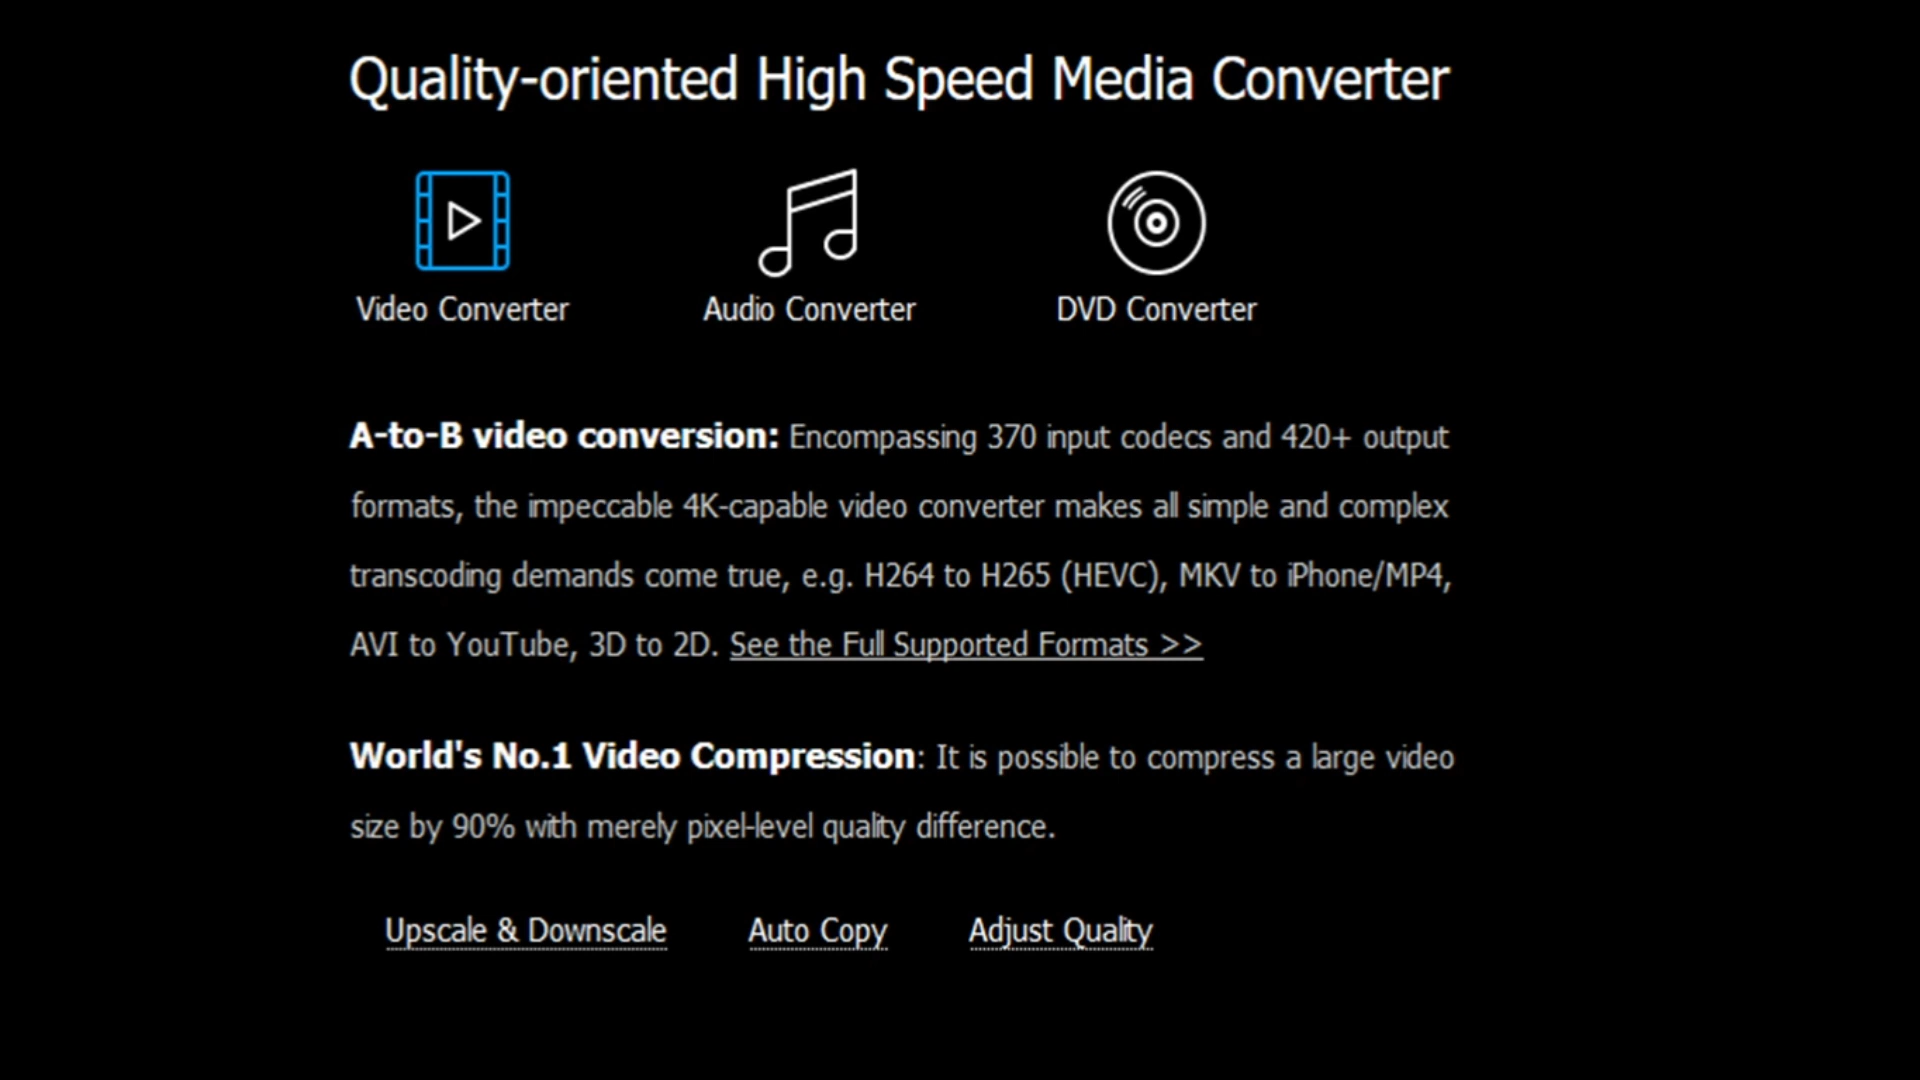 Quality-oriented High Speed Media Converter
Video Converter
Audio Converter
DVD Converter
A-to-B video conversion: Encompassing 370 input codecs and 420+ output
formats, the impeccable 4K-capable video converter makes all simple and complex
transcoding demands come true, e.g. H264 to H265 (HEVC), MKV to iPhone/MP4,
AVI to YouTube, 3D to 2D. See the Full Supported Formats >>
World's No.1 Video Compression: It is possible to compress a large video
size by 90% with merely pixel-level quality difference.
Upscale & Downscale
Auto Copy
Adjust Quality